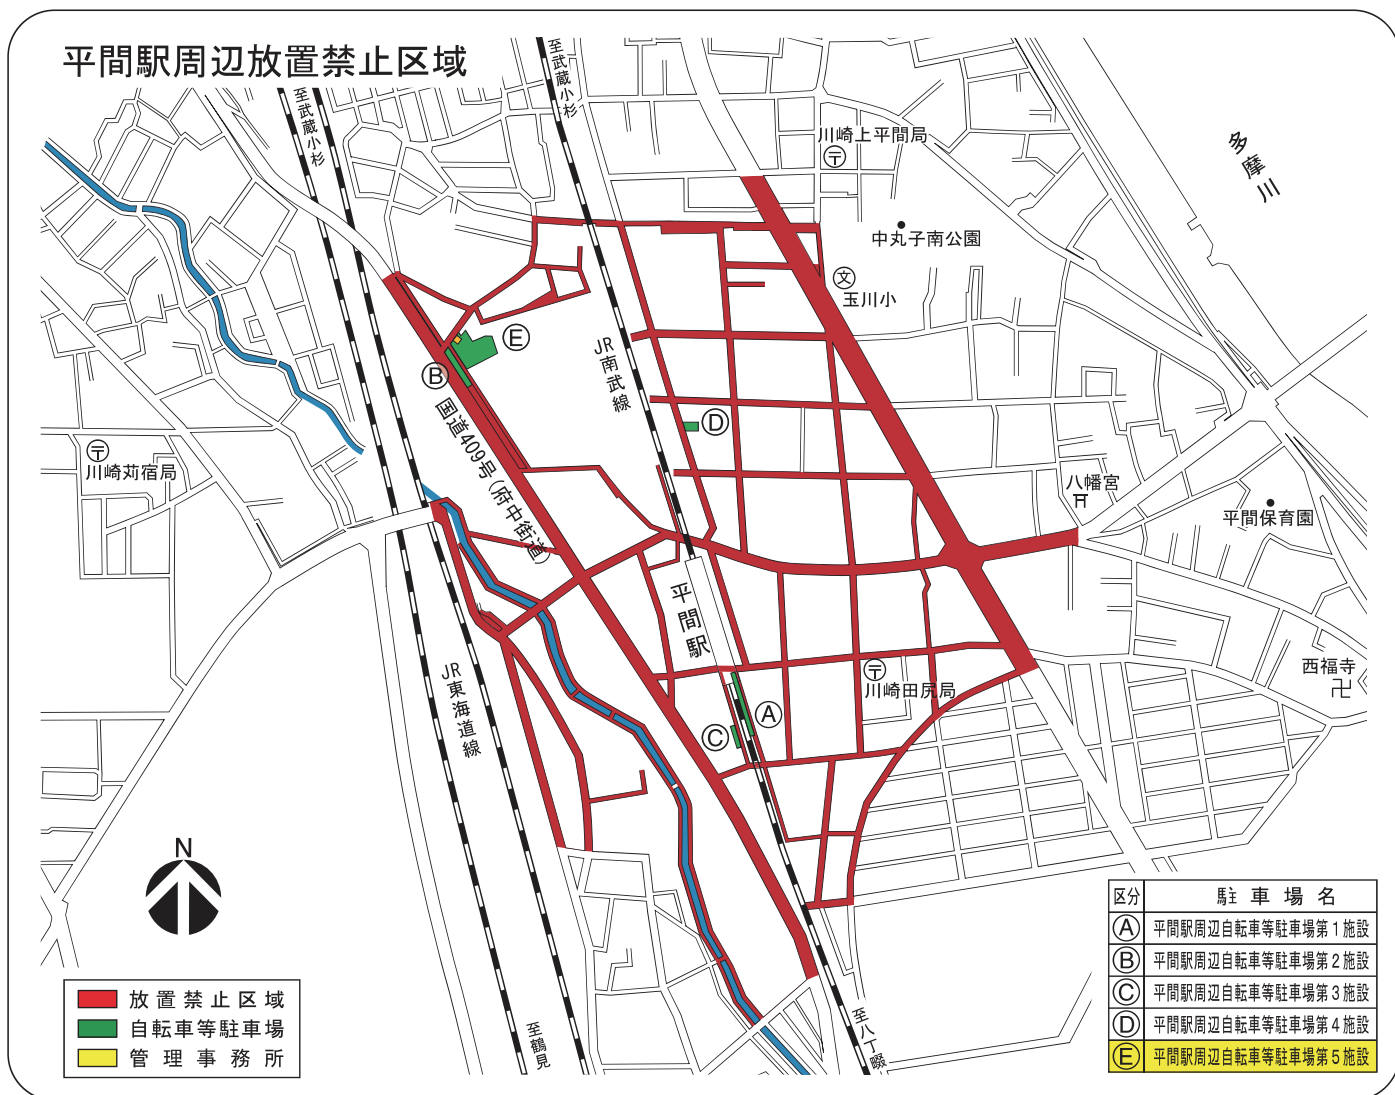 平間駅周辺放置禁止区域
至武蔵小杉
至武蔵小杉
川崎上平間局
〒
多摩川
中丸子南公園
文
玉川小
E
B
JR南武線
D
国道409号(府中街道)
〒
川崎苅宿局
八幡宮
平間保育園
平間駅
西福寺
卍
〒
川崎田尻局
JR東海道線
A
C
N
至鶴見
至八丁畷
放置禁止区域
自転車等駐車場
管理事務所
区分 駐車場名
A 平間駅周辺自転車等駐車場第1施設
B 平間駅周辺自転車等駐車場第2施設
C 平間駅周辺自転車等駐車場第3施設
D 平間駅周辺自転車等駐車場第4施設
E 平間駅周辺自転車等駐車場第5施設